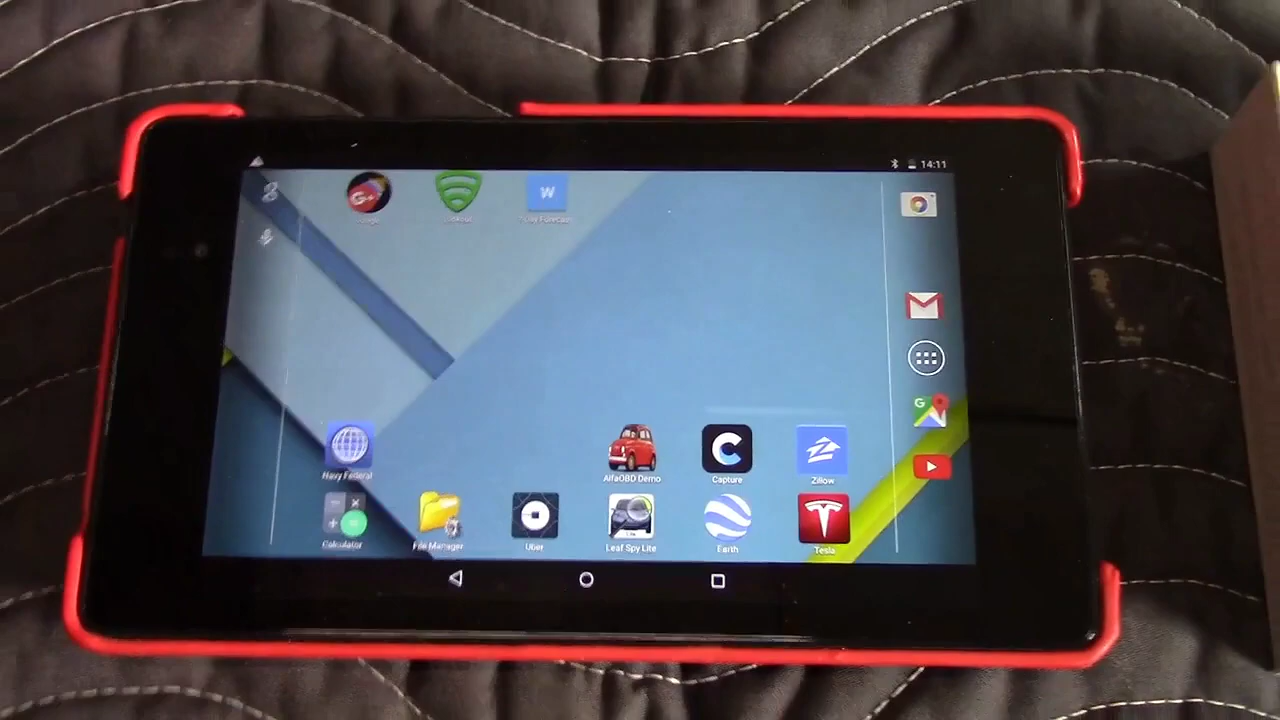 14:11
G+
W
Navy Federal
AlfaOBD Demo
Capture
Zillow
Calculator
File Manager
Uber
Leaf Spy Lite
Earth
Tesla